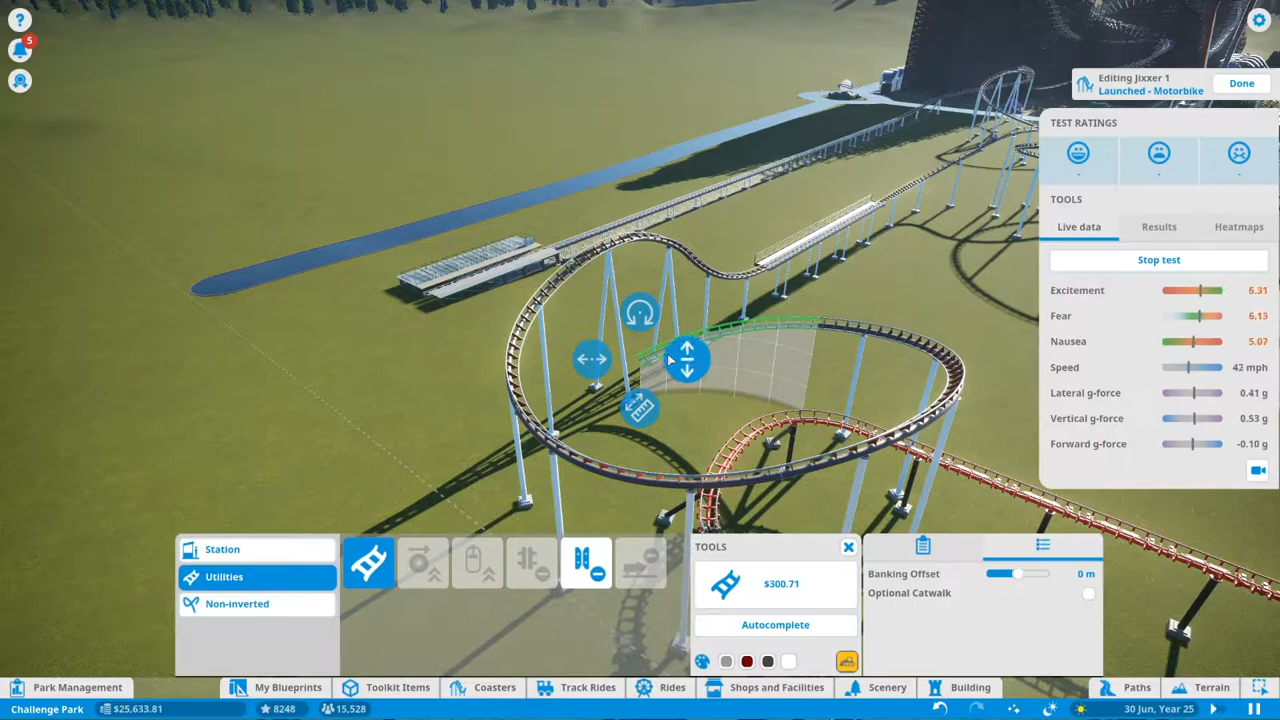 ?
5
Editing Jixxer 1
Launched - Motorbike
Done
TEST RATINGS
- - -
TOOLS
Live data Results Heatmaps
Stop test
Excitement 5.31
Fear 6.13
Nausea 5.07
Speed 42 mph
Lateral g-force 0.41 g
Vertical g-force 0.53 g
Forward g-force -0.10 g
Station
Utilities
Non-inverted
TOOLS
$300.71
Autocomplete
Banking Offset 0 m
Optional Catwalk
Park Management My Blueprints Toolkit Items Coasters Track Rides Rides Shops and Facilities Scenery Building Paths Terrain
Challenge Park $25,633.81 8248 15,528 30 Jun, Year 25